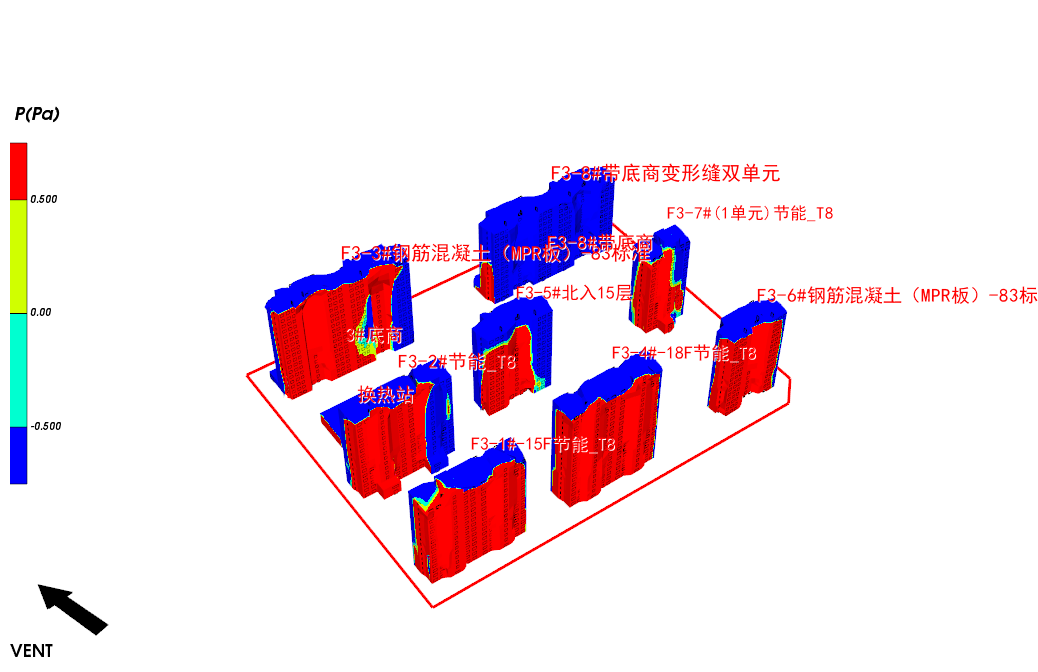 P(Pa)
0.500
0.00
-0.500
F3-8#带底商变形缝双单元
F3-7#(1单元)节能_T8
F3-8#带底商
F3-3#钢筋混凝土（MPR板）-83标准
F3-5#北入15层
F3-6#钢筋混凝土（MPR板）-83标
3#底商
F3-2#节能_T8
F3-4#-18F节能_T8
换热站
F3-1#-15F节能_T8
VENT